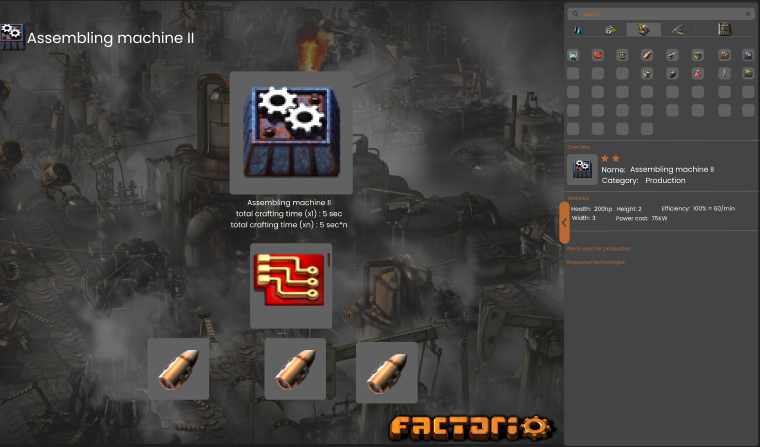 Assembling machine II
Assembling machine II
total crafting time (x1) : 5 sec
total crafting time (xn) : 5 sec*n
FACTORIO
Search
Overview
Name: Assembling machine II
Category: Production
Statistics
Health: 200hp Height: 2 Efficiency: 100% = 60/min
Width: 3 Power cost: 75kW
Items used for production
Required technologies